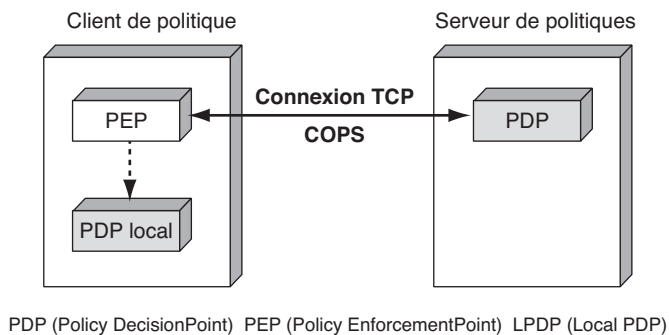 Client de politique
Serveur de politiques
PEP
Connexion TCP
COPS
PDP
PDP local
PDP (Policy DecisionPoint) PEP (Policy EnforcementPoint) LPDP (Local PDP)